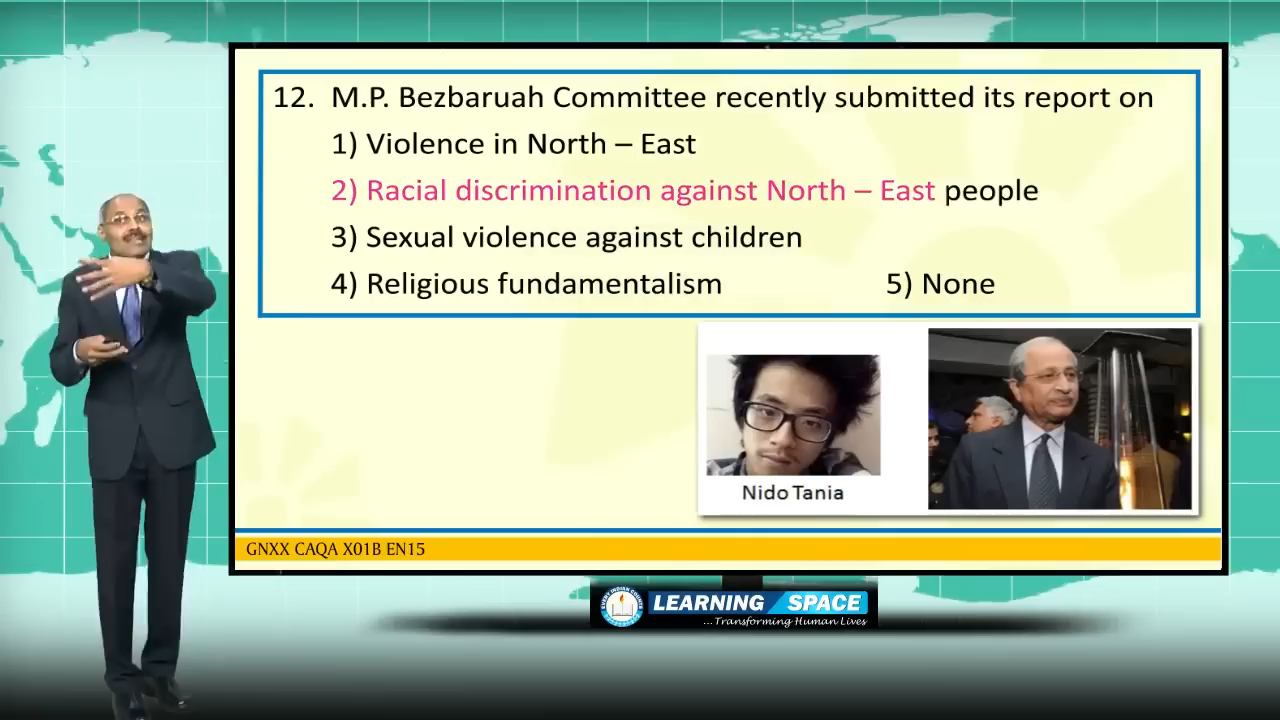 12. M.P. Bezbaruah Committee recently submitted its report on
1) Violence in North – East
2) Racial discrimination against North – East people
3) Sexual violence against children
4) Religious fundamentalism 5) None
Nido Tania
GNXX CAQA X01B EN15
LEARNING SPACE
...Transforming Human Lives